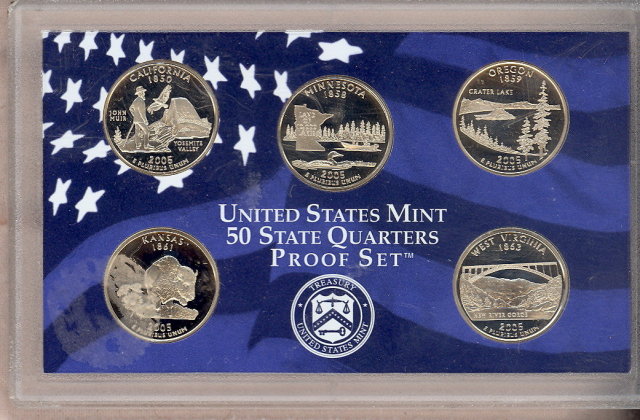 CALIFORNIA
1850
JOHN
MUIR
YOSEMITE
VALLEY
2005
E PLURIBUS UNUM
MINNESOTA
1858
2005
E PLURIBUS UNUM
OREGON
1859
CRATER LAKE
2005
E PLURIBUS UNUM
UNITED STATES MINT
50 STATE QUARTERS
PROOF SET™
KANSAS
1861
2005
E PLURIBUS UNUM
TREASURY
UNITED STATES MINT
WEST VIRGINIA
1863
NEW RIVER GORGE
2005
E PLURIBUS UNUM